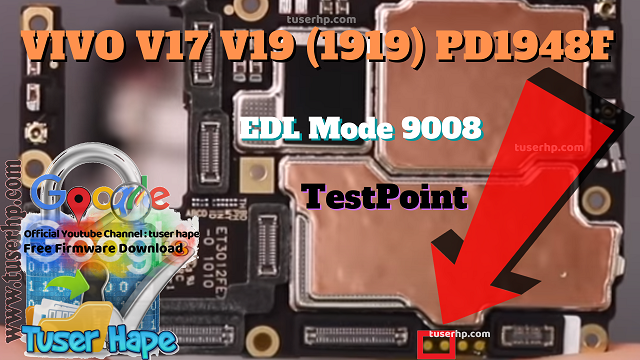 tuserhp.com
VIVO V17 V19 (1919) PD1948F
EDL Mode 9008
tuserhp.com
TestPoint
www.tuserhp.com
Google
Official Youtube Channel : tuser hape
Free Firmware Download
Tuser Hape
ET3012FE
tuserhp.com